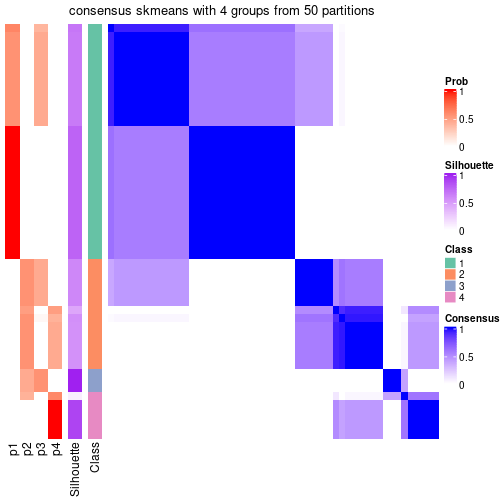 consensus skmeans with 4 groups from 50 partitions
Prob
1
0.5
0
Silhouette
1
0.5
0
Class
1
2
3
4
Consensus
1
0.5
0
p1
p2
p3
p4
Silhouette
Class